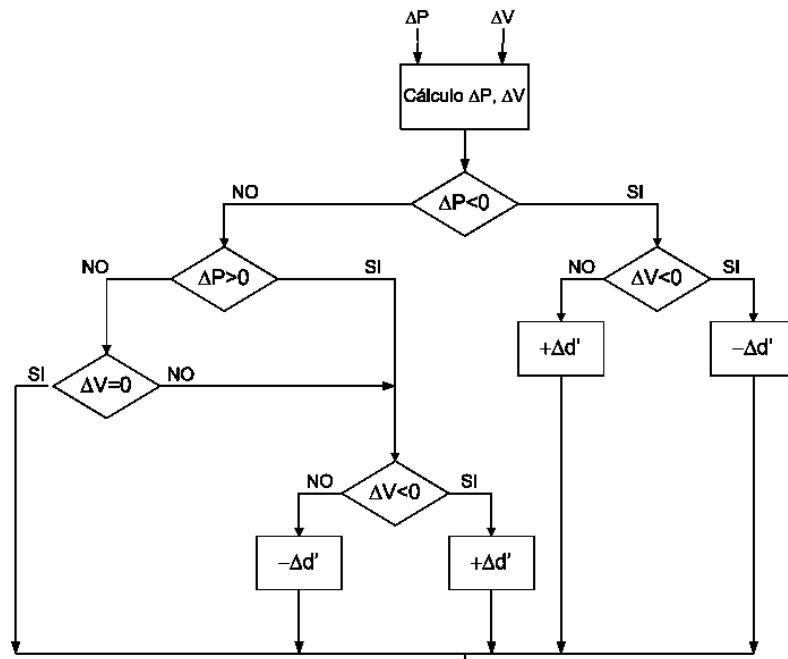 ΔP ΔV
Cálculo ΔP, ΔV
NO ΔP<0 SI
NO ΔP>0 SI
NO ΔV<0 SI
+Δd'
−Δd'
SI ΔV=0 NO
NO ΔV<0 SI
−Δd'
+Δd'